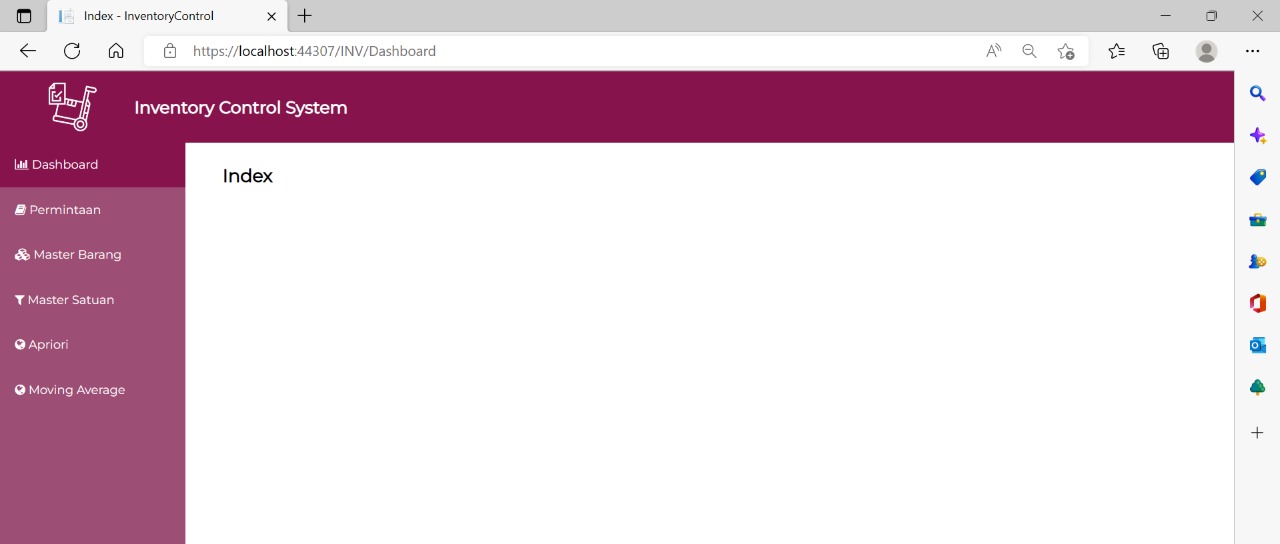 Index - InventoryControl
https://localhost:44307/INV/Dashboard
Inventory Control System
Dashboard
Index
Permintaan
Master Barang
Master Satuan
Apriori
Moving Average